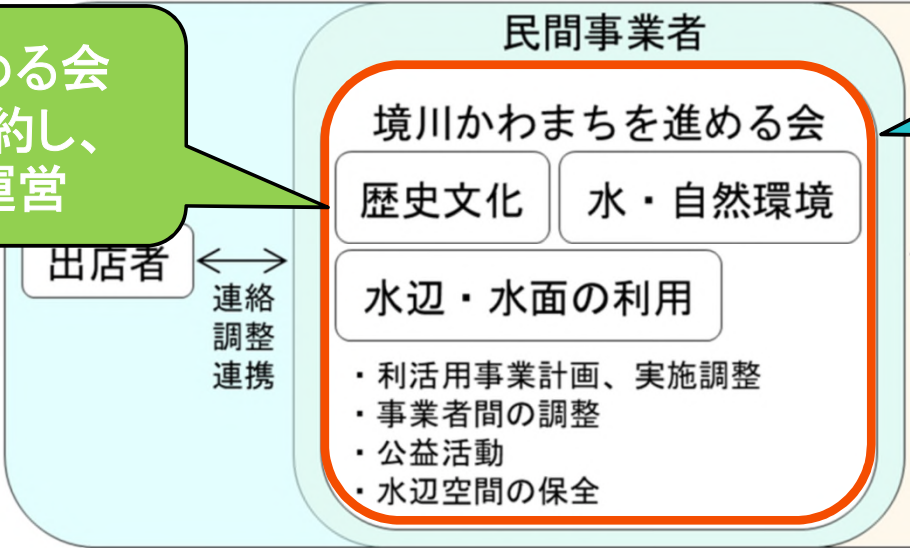 める会
約し、
運営
民間事業者
境川かわまちを進める会
歴史文化
水・自然環境
水辺・水面の利用
出店者
連絡
調整
連携
・利活用事業計画、実施調整
・事業者間の調整
・公益活動
・水辺空間の保全